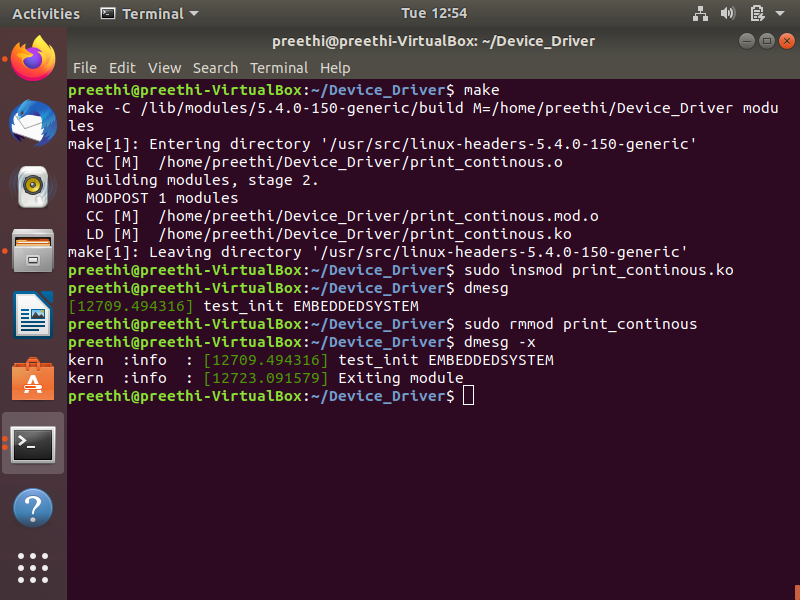 Activities Terminal Tue 12:54
preethi@preethi-VirtualBox: ~/Device_Driver
File Edit View Search Terminal Help
preethi@preethi-VirtualBox:~/Device_Driver$ make
make -C /lib/modules/5.4.0-150-generic/build M=/home/preethi/Device_Driver modu
les
make[1]: Entering directory '/usr/src/linux-headers-5.4.0-150-generic'
  CC [M]  /home/preethi/Device_Driver/print_continous.o
  Building modules, stage 2.
  MODPOST 1 modules
  CC [M]  /home/preethi/Device_Driver/print_continous.mod.o
  LD [M]  /home/preethi/Device_Driver/print_continous.ko
make[1]: Leaving directory '/usr/src/linux-headers-5.4.0-150-generic'
preethi@preethi-VirtualBox:~/Device_Driver$ sudo insmod print_continous.ko
preethi@preethi-VirtualBox:~/Device_Driver$ dmesg
[12709.494316] test_init EMBEDDEDSYSTEM
preethi@preethi-VirtualBox:~/Device_Driver$ sudo rmmod print_continous
preethi@preethi-VirtualBox:~/Device_Driver$ dmesg -x
kern  :info  : [12709.494316] test_init EMBEDDEDSYSTEM
kern  :info  : [12723.091579] Exiting module
preethi@preethi-VirtualBox:~/Device_Driver$